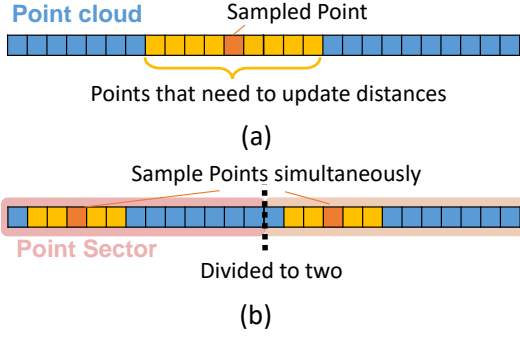 Point cloud
Sampled Point
Points that need to update distances
(a)
Sample Points simultaneously
Point Sector
Divided to two
(b)